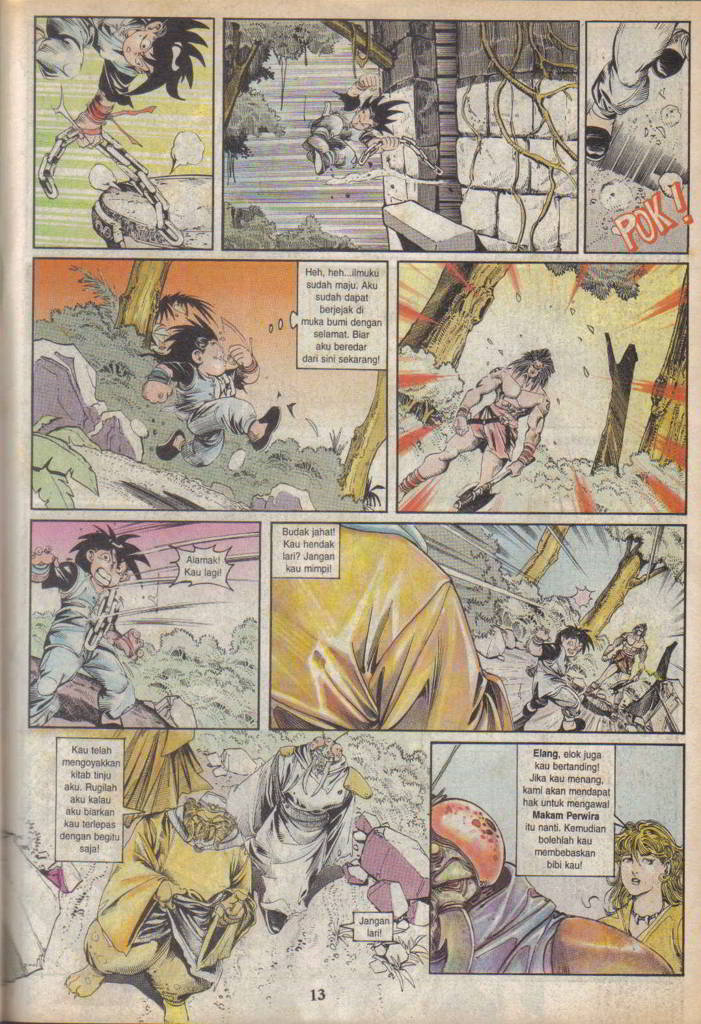 POK!
Heh, heh...ilmuku
sudah maju. Aku
sudah dapat
berjejak di
muka bumi dengan
selamat. Biar
aku beredar
dari sini sekarang!
Alamak!
Kau lagi!
Budak jahat!
Kau hendak
lari? Jangan
kau mimpi!
Kau telah
mengoyakkan
kitab tinju
aku. Rugilah
aku kalau
aku biarkan
kau terlepas
dengan begitu
saja!
Jangan
lari!
Elang, elok juga
kau bertanding!
Jika kau menang,
kami akan mendapat
hak untuk mengawal
Makam Perwira
itu nanti. Kemudian
bolehlah kau
membebaskan
bibi kau!
13